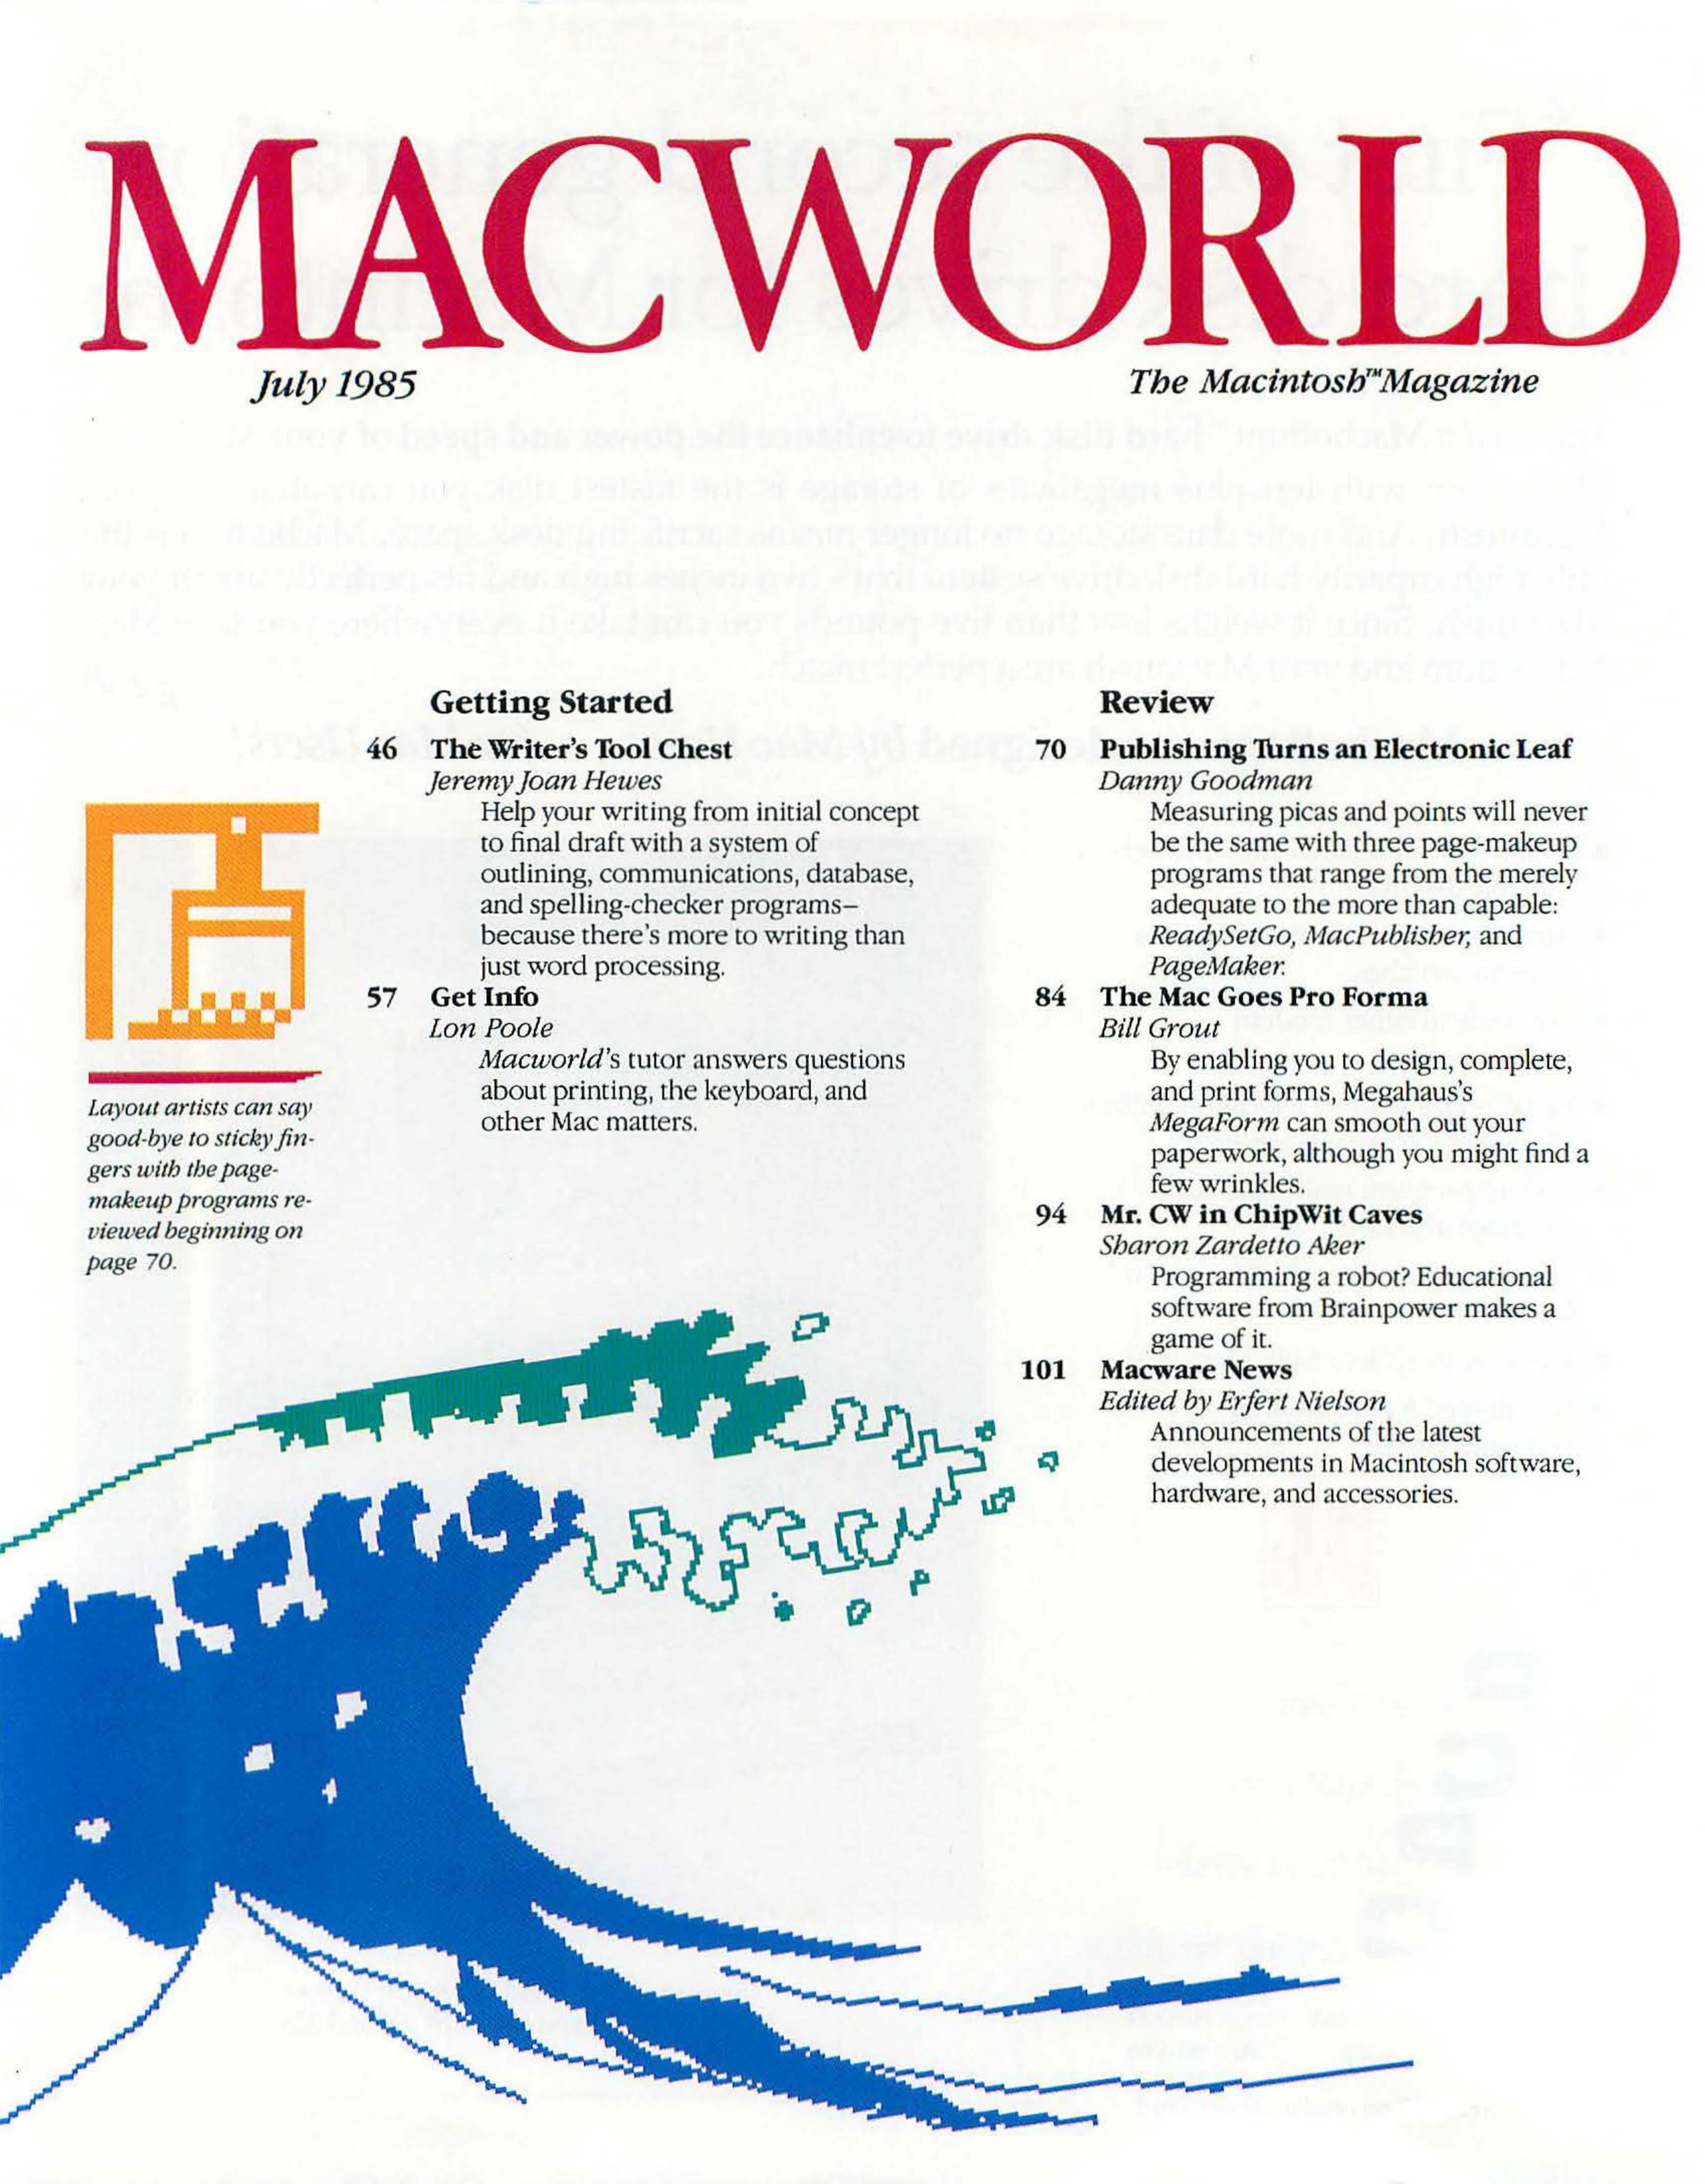 MACWORLD
July 1985
The Macintosh™ Magazine
Getting Started
46 The Writer's Tool Chest
Jeremy Joan Hewes
Help your writing from initial concept
to final draft with a system of
outlining, communications, database,
and spelling-checker programs–
because there's more to writing than
just word processing.
57 Get Info
Lon Poole
Macworld's tutor answers questions
about printing, the keyboard, and
other Mac matters.
Layout artists can say
good-bye to sticky fin-
gers with the page-
makeup programs re-
viewed beginning on
page 70.
Review
70 Publishing Turns an Electronic Leaf
Danny Goodman
Measuring picas and points will never
be the same with three page-makeup
programs that range from the merely
adequate to the more than capable:
ReadySetGo, MacPublisher, and
PageMaker.
84 The Mac Goes Pro Forma
Bill Grout
By enabling you to design, complete,
and print forms, Megahaus's
MegaForm can smooth out your
paperwork, although you might find a
few wrinkles.
94 Mr. CW in ChipWit Caves
Sharon Zardetto Aker
Programming a robot? Educational
software from Brainpower makes a
game of it.
101 Macware News
Edited by Erfert Nielson
Announcements of the latest
developments in Macintosh software,
hardware, and accessories.